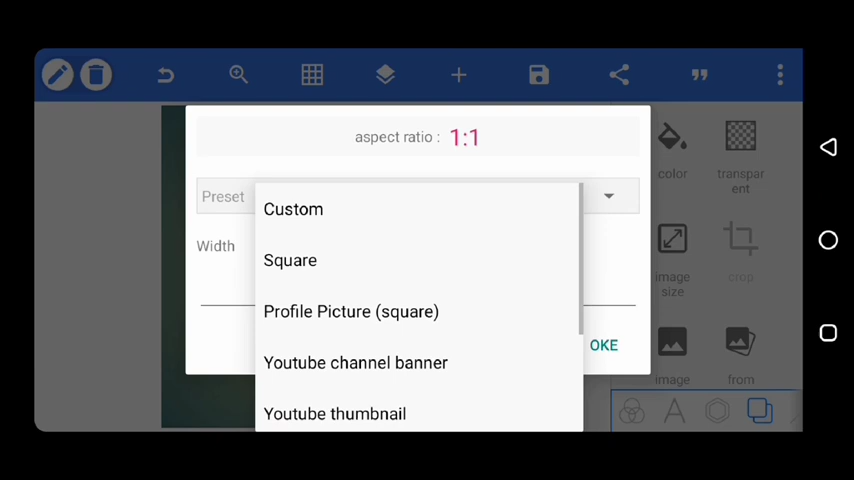 aspect ratio : 1:1
Preset
Custom
Square
Profile Picture (square)
Youtube channel banner
Youtube thumbnail
Width
OKE
color
transpar
ent
image
size
crop
image
from